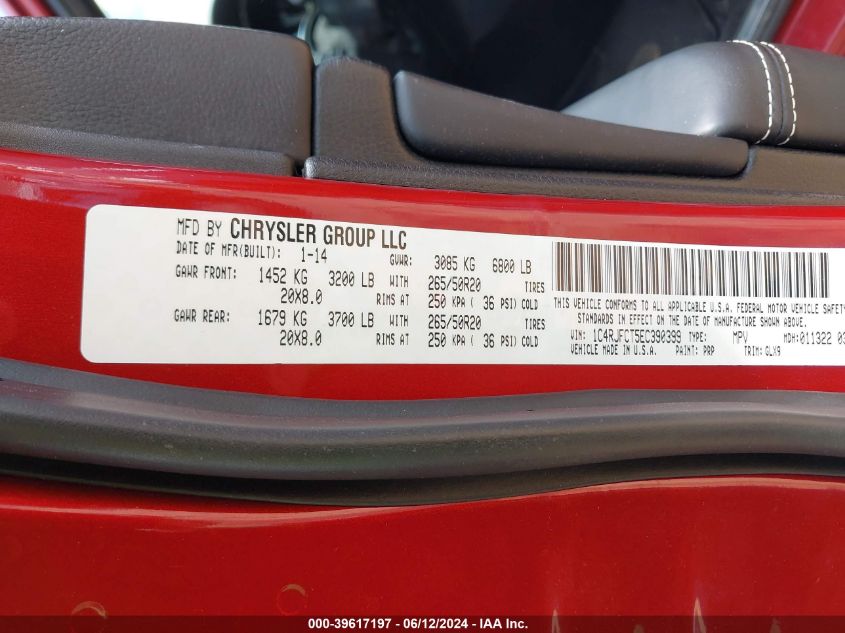 MFD BY CHRYSLER GROUP LLC
DATE OF MFR(BUILT): 1-14 GVWR: 3085 KG 6800 LB
GAWR FRONT: 1452 KG 3200 LB WITH 265/50R20 TIRES
20X8.0 RIMS AT 250 KPA ( 36 PSI) COLD
GAWR REAR: 1679 KG 3700 LB WITH 265/50R20 TIRES
20X8.0 RIMS AT 250 KPA ( 36 PSI) COLD
THIS VEHICLE CONFORMS TO ALL APPLICABLE U.S.A. FEDERAL MOTOR VEHICLE SAFETY
STANDARDS IN EFFECT ON THE DATE OF MANUFACTURE SHOWN ABOVE.
VIN: 1C4RJFCT5EC390399 TYPE: MPV MDH: 011322 03
VEHICLE MADE IN U.S.A. PAINT: PRP TRIM: GLX9
000-39617197 - 06/12/2024 - IAA Inc.